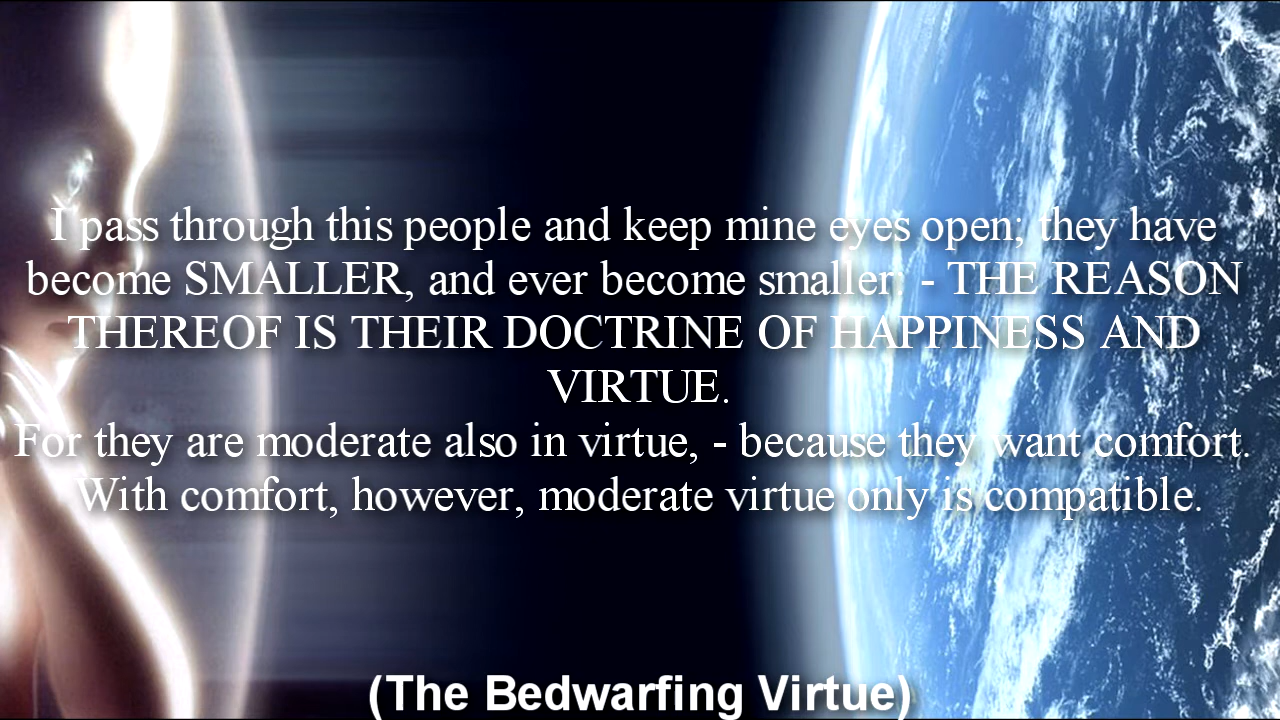 I pass through this people and keep mine eyes open; they have
become SMALLER, and ever become smaller: - THE REASON
THEREOF IS THEIR DOCTRINE OF HAPPINESS AND
VIRTUE.
For they are moderate also in virtue, - because they want comfort.
With comfort, however, moderate virtue only is compatible.
(The Bedwarfing Virtue)